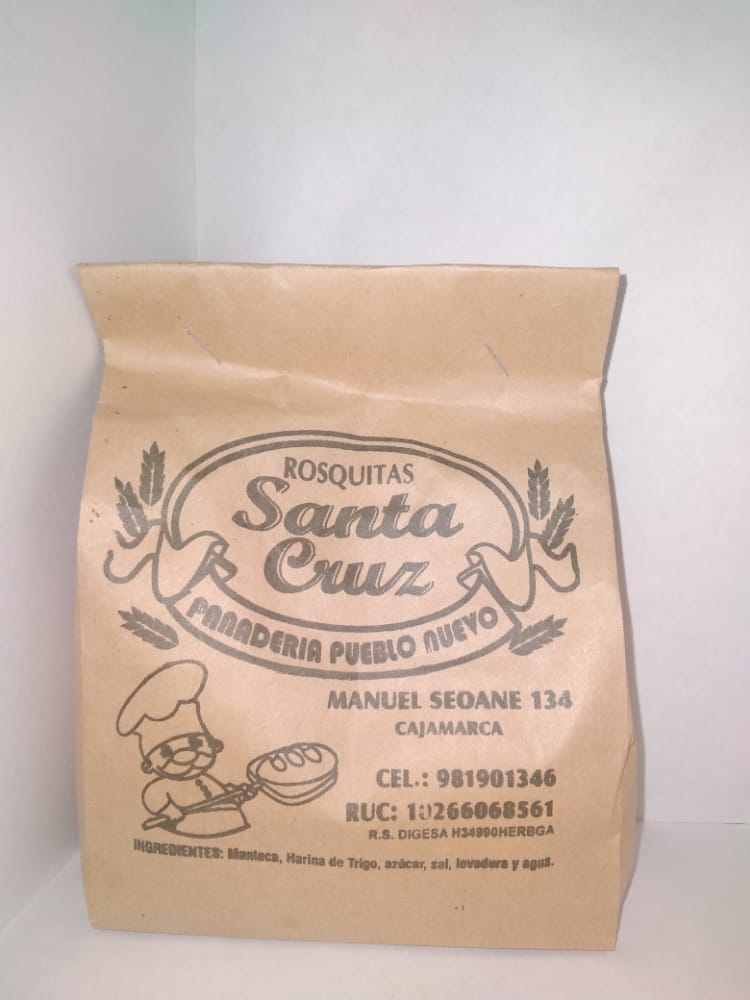 ROSQUITAS
Santa
Cruz
PANADERIA PUEBLO NUEVO
MANUEL SEOANE 134
CAJAMARCA
CEL.: 981901346
RUC: 10266068561
R.S. DIGESA H34990HERBGA
INGREDIENTES: Manteca, Harina de Trigo, azúcar, sal, levadura y agua.